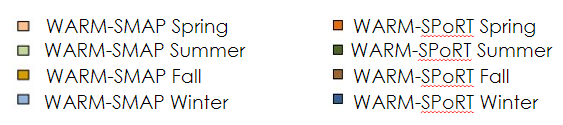 WARM-SMAP Spring
WARM-SMAP Summer
WARM-SMAP Fall
WARM-SMAP Winter
WARM-SPoRT Spring
WARM-SPoRT Summer
WARM-SPoRT Fall
WARM-SPoRT Winter